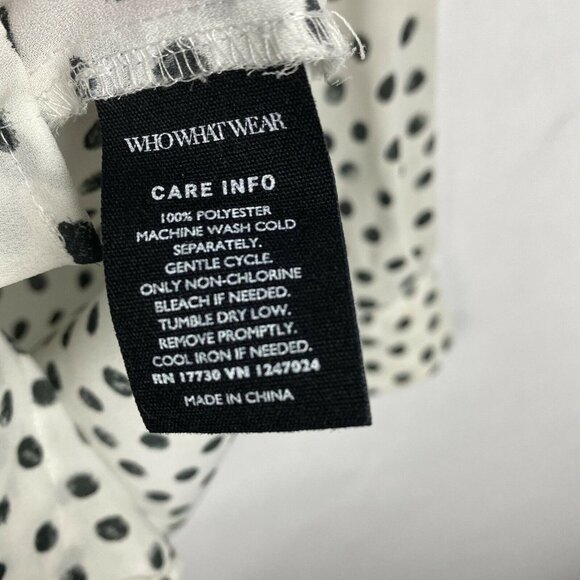 WHO WHAT WEAR
CARE INFO
100% POLYESTER
MACHINE WASH COLD
SEPARATELY.
GENTLE CYCLE.
ONLY NON-CHLORINE
BLEACH IF NEEDED.
TUMBLE DRY LOW.
REMOVE PROMPTLY.
COOL IRON IF NEEDED.
RN 17730 VN 1247024
MADE IN CHINA